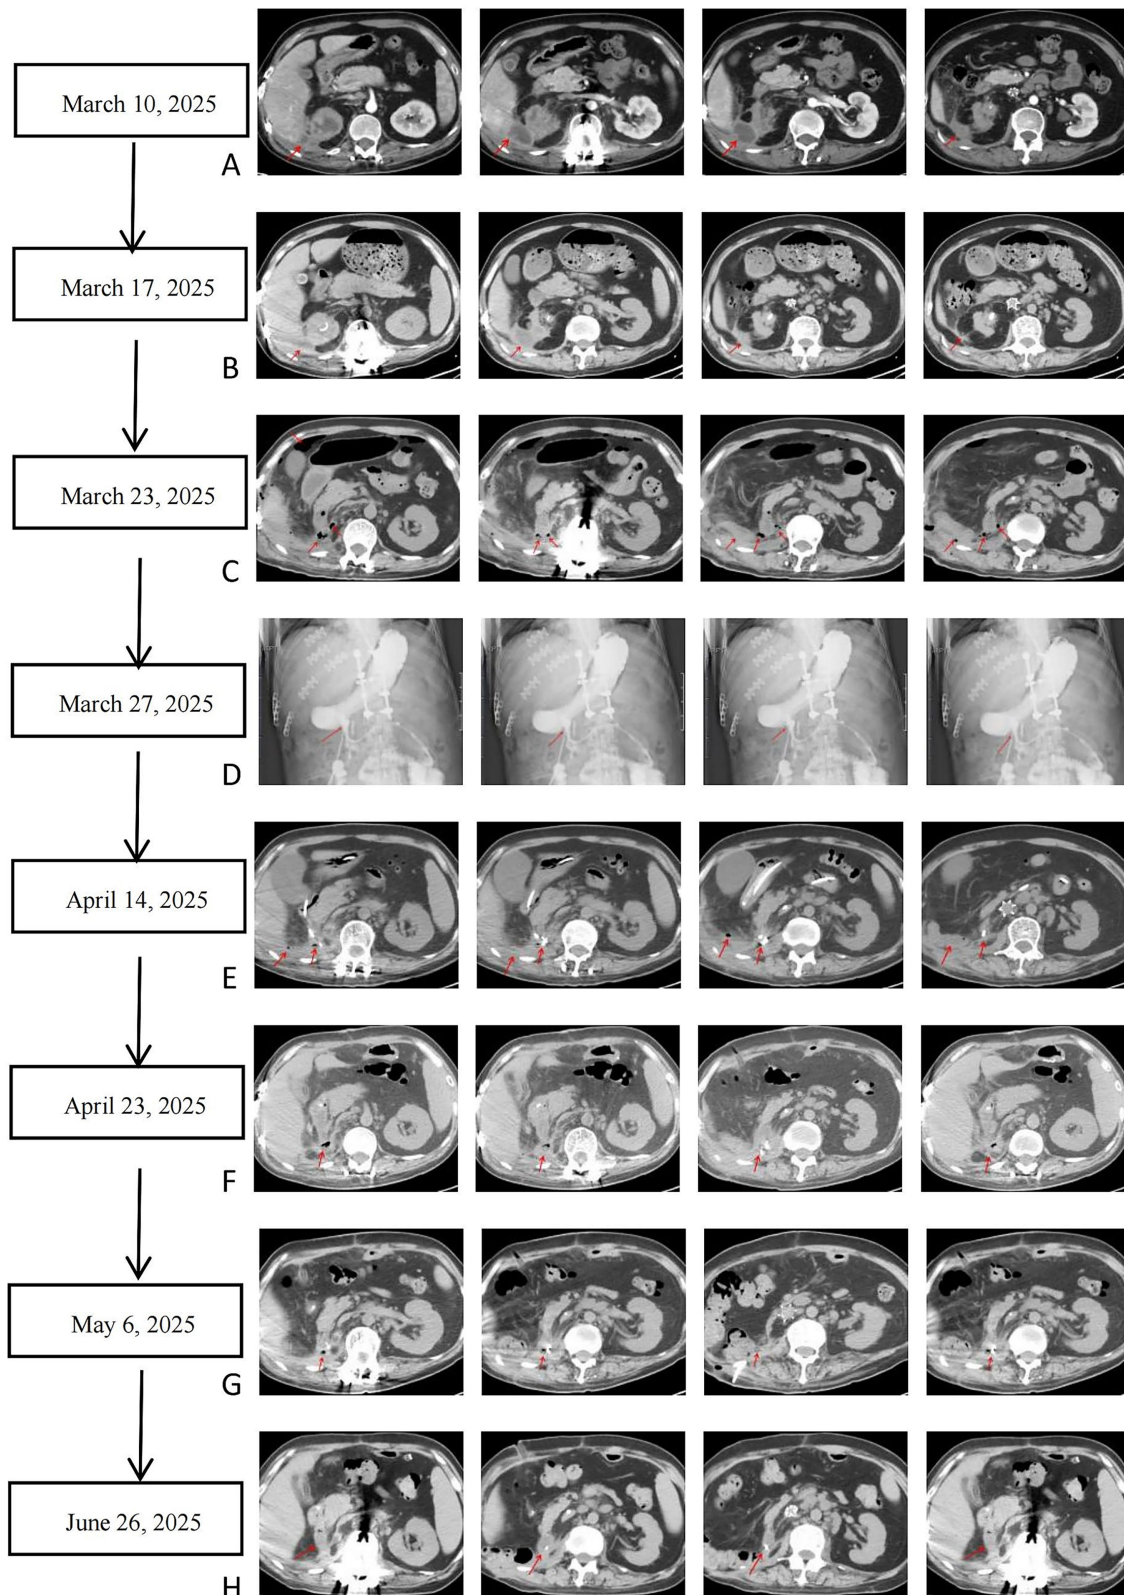 March 10, 2025
A
March 17, 2025
B
March 23, 2025
C
March 27, 2025
D
April 14, 2025
E
April 23, 2025
F
May 6, 2025
G
June 26, 2025
H